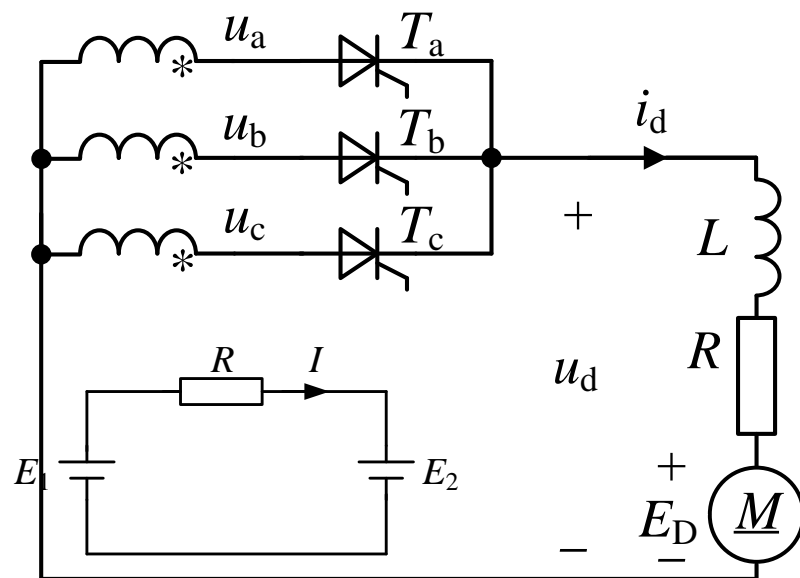 u_a T_a
*
u_b T_b
i_d
*
u_c T_c
+
L
*
R I
R
u_d
E_1 E_2
+
E_D M
− −